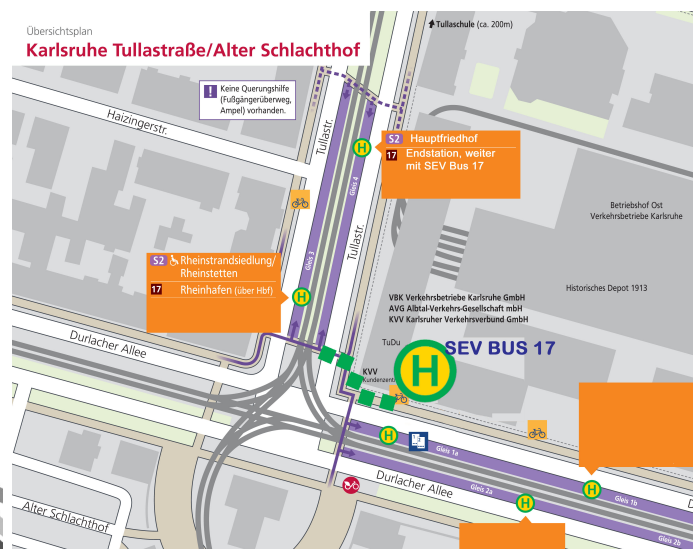 Übersichtsplan
Karlsruhe Tullastraße/Alter Schlachthof
Tullaschule (ca. 200m)
! Keine Querungshilfe
(Fußgängerüberweg,
Ampel) vorhanden.
Haizingerstr.
Tullastr.
Gleis 4
H
S2 Hauptfriedhof
17 Endstation, weiter
mit SEV Bus 17
Betriebshof Ost
Verkehrsbetriebe Karlsruhe
Tullastr.
Gleis 3
S2 Rheinstrandsiedlung/
Rheinstetten
17 Rheinhafen (über Hbf)
H
Historisches Depot 1913
VBK Verkehrsbetriebe Karlsruhe GmbH
AVG Albtal-Verkehrs-Gesellschaft mbH
KVV Karlsruher Verkehrsverbund GmbH
Durlacher Allee
TuDu
SEV BUS 17
H
KVV
Kundenzent
H
Gleis 1a
Durlacher Allee
Gleis 2a
H
Gleis 1b
H
D
Gleis 2b
Alter Schlachthof